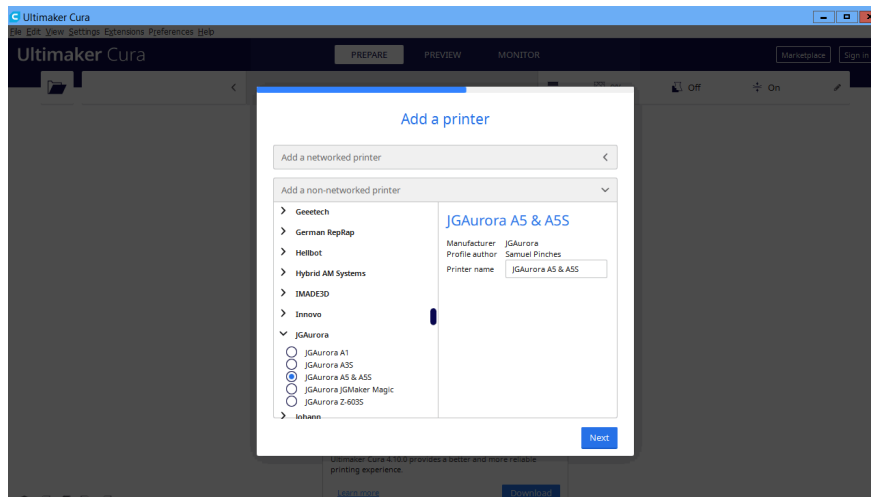 Ultimaker Cura
File Edit View Settings Extensions Preferences Help
Ultimaker Cura PREPARE PREVIEW MONITOR Marketplace Sign in
Off On
Add a printer
Add a networked printer
Add a non-networked printer
Geeetech
German RepRap
Hellbot
Hybrid AM Systems
IMADE3D
Innovo
JGAurora
JGAurora A1
JGAurora A3S
JGAurora A5 & A5S
JGAurora JGMaker Magic
JGAurora Z-603S
Johann
JGAurora A5 & A5S
Manufacturer JGAurora
Profile author Samuel Pinches
Printer name JGAurora A5 & A5S
Next
Ultimaker Cura 4.10.0 provides a better and more reliable
printing experience.
Learn more Download